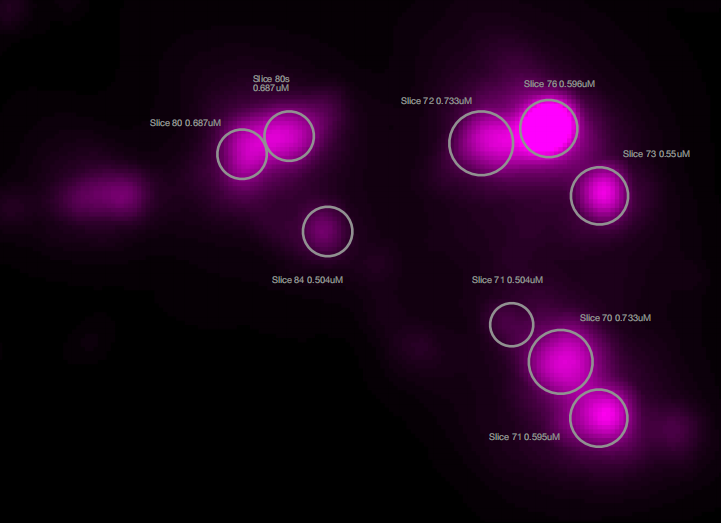 Slice 80s
0.687uM
Slice 76 0.596uM
Slice 72 0.733uM
Slice 80 0.687uM
Slice 73 0.55uM
Slice 84 0.504uM
Slice 71 0.504uM
Slice 70 0.733uM
Slice 71 0.595uM